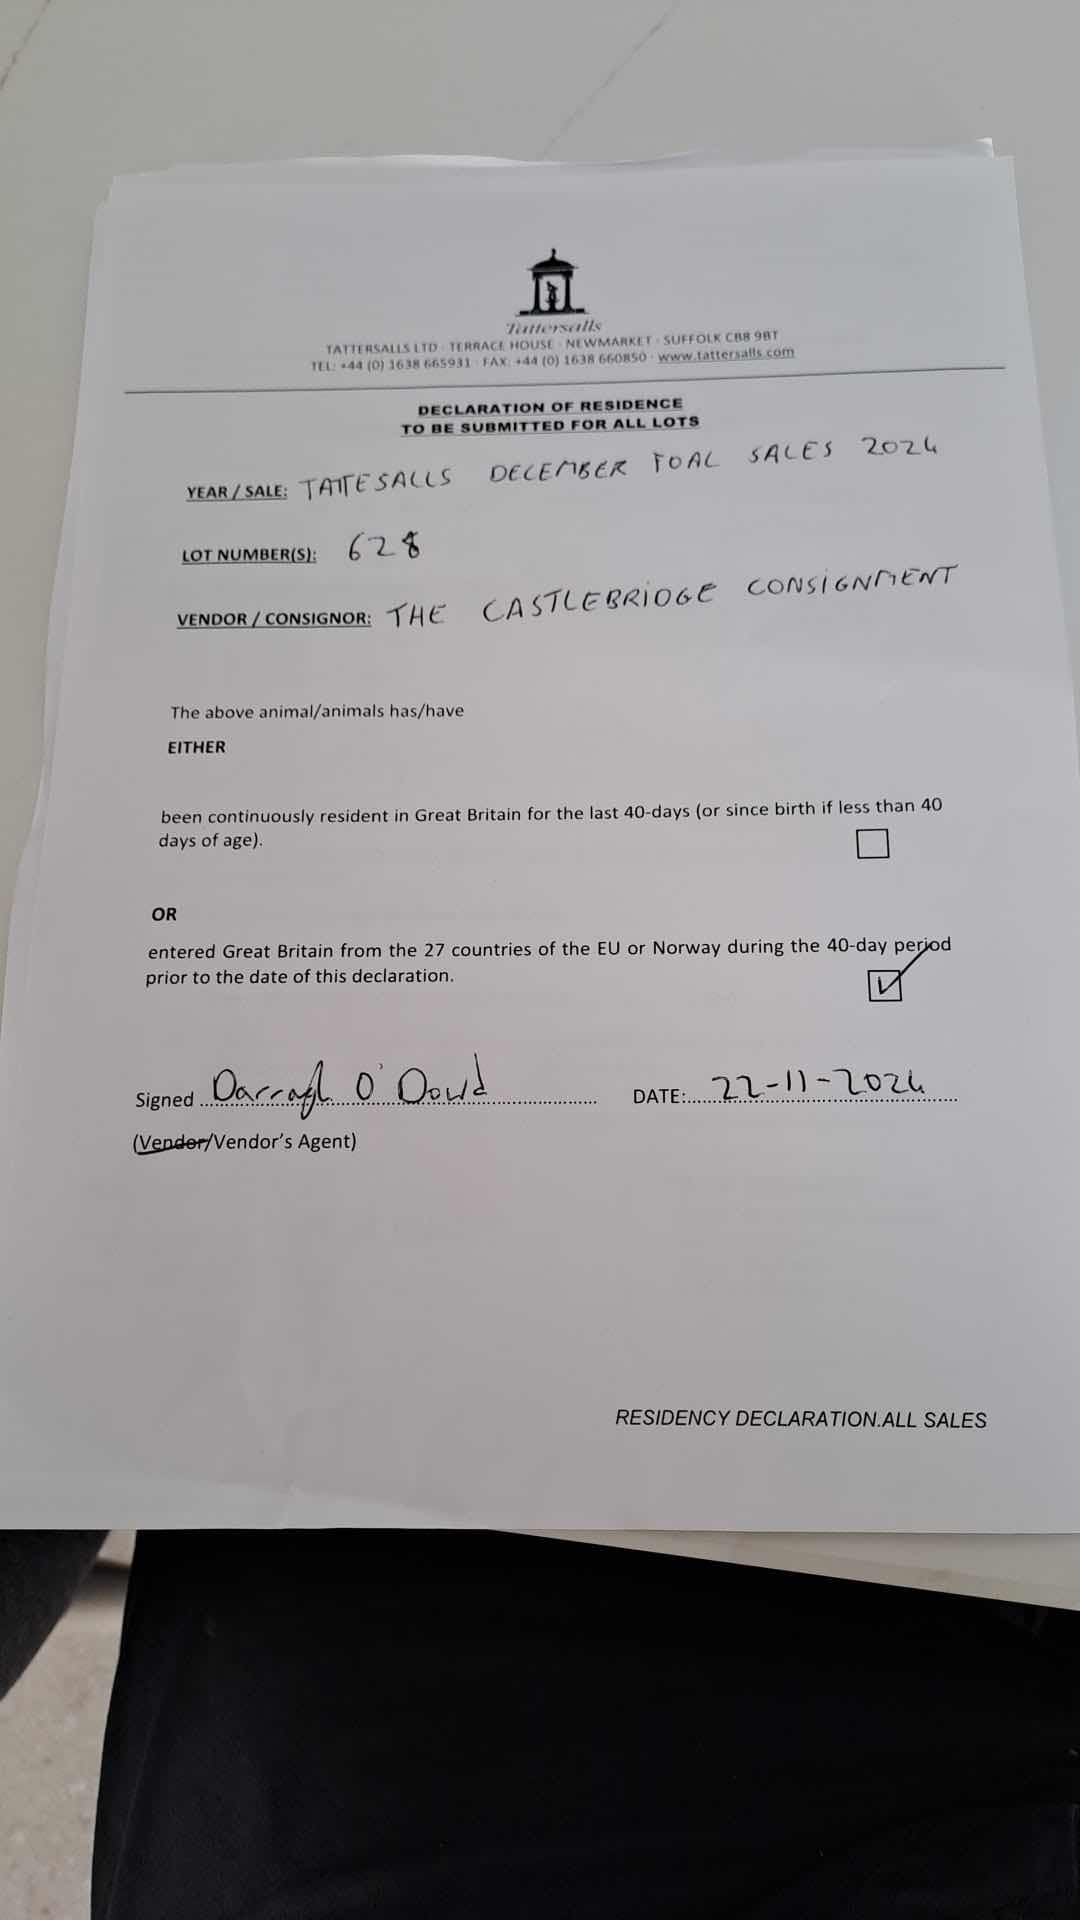 Tattersalls
TATTERSALLS LTD · TERRACE HOUSE · NEWMARKET · SUFFOLK CB8 9BT
TEL: +44 (0) 1638 665931 · FAX: +44 (0) 1638 660850 · www.tattersalls.com
DECLARATION OF RESIDENCE
TO BE SUBMITTED FOR ALL LOTS
YEAR / SALE: TATTESALLS DECEMBER FOAL SALES 2024
LOT NUMBER(S): 628
VENDOR / CONSIGNOR: THE CASTLEBRIDGE CONSIGNMENT
The above animal/animals has/have
EITHER
been continuously resident in Great Britain for the last 40-days (or since birth if less than 40
days of age).
OR
entered Great Britain from the 27 countries of the EU or Norway during the 40-day period
prior to the date of this declaration.
Signed Darragh O'Dowd DATE: 22-11-2024
(Vendor/Vendor's Agent)
RESIDENCY DECLARATION.ALL SALES